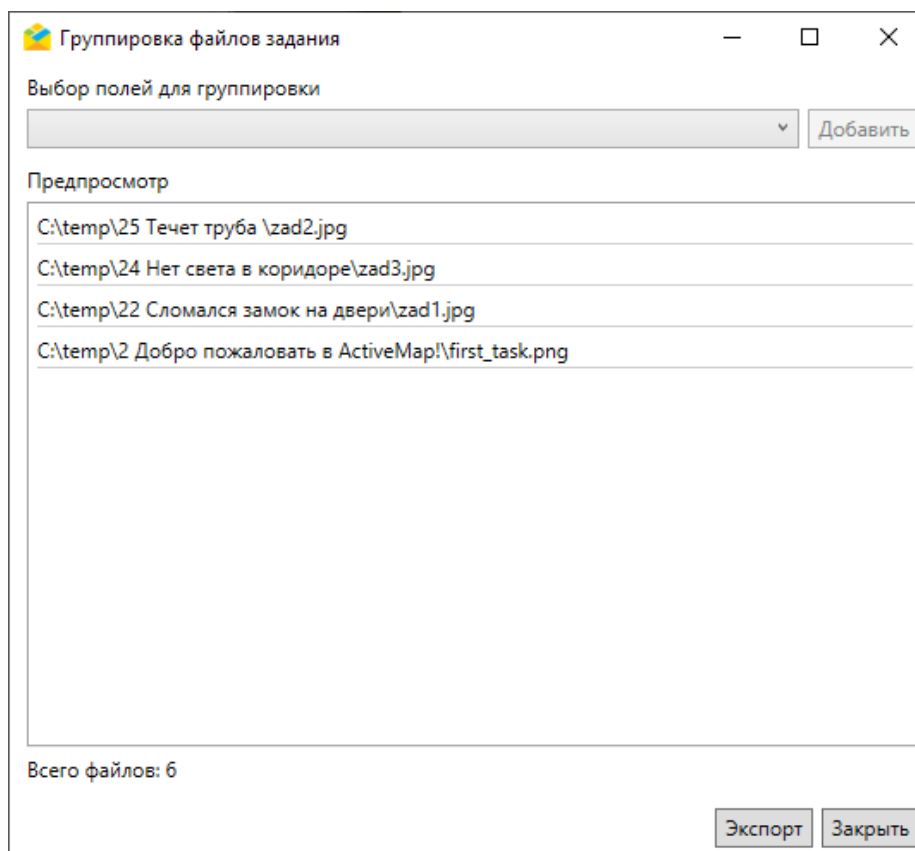 Группировка файлов задания
Выбор полей для группировки
Добавить
Предпросмотр
C:\temp\25 Течет труба \zad2.jpg
C:\temp\24 Нет света в коридоре\zad3.jpg
C:\temp\22 Сломался замок на двери\zad1.jpg
C:\temp\2 Добро пожаловать в ActiveMap!\first_task.png
Всего файлов: 6
Экспорт Закрыть